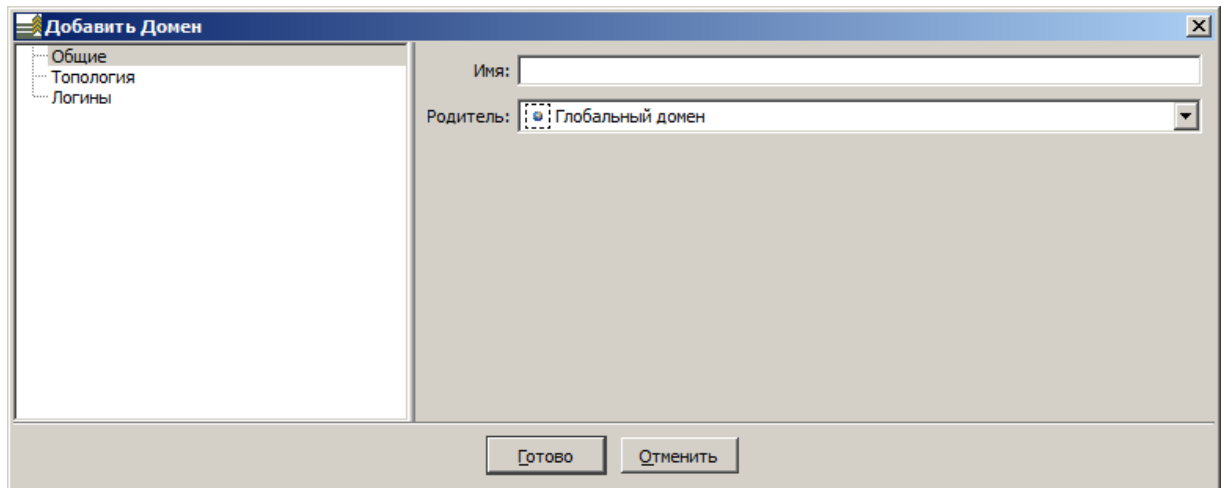 Добавить Домен
Общие
Топология
Логины
Имя:
Родитель: Глобальный домен
Готово Отменить